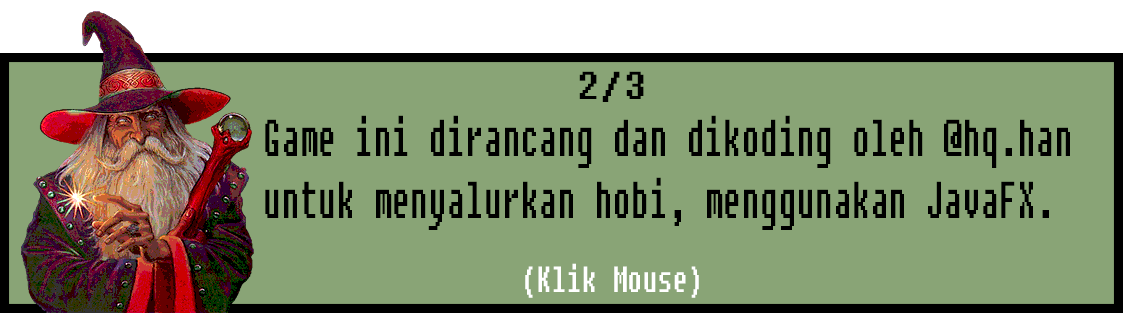 2/3
Game ini dirancang dan dikoding oleh @hq.han
untuk menyalurkan hobi, menggunakan JavaFX.
(Klik Mouse)